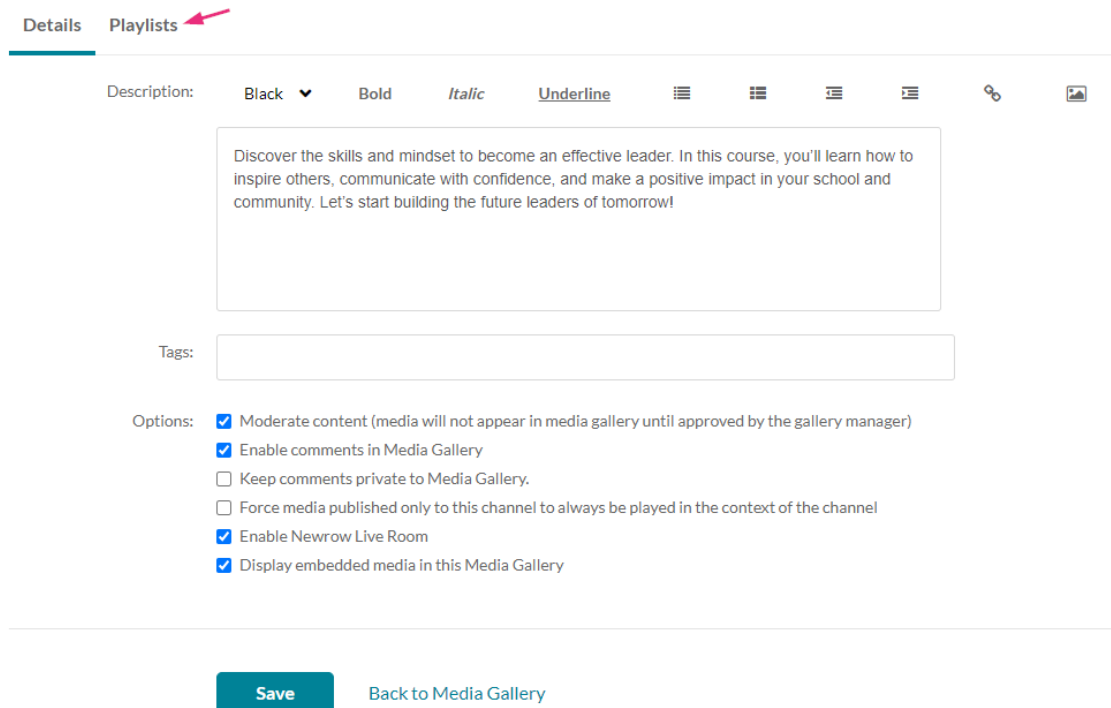 Details Playlists
Description: Black Bold Italic Underline
Discover the skills and mindset to become an effective leader. In this course, you’ll learn how to
inspire others, communicate with confidence, and make a positive impact in your school and
community. Let’s start building the future leaders of tomorrow!
Tags:
Options: Moderate content (media will not appear in media gallery until approved by the gallery manager)
Enable comments in Media Gallery
Keep comments private to Media Gallery.
Force media published only to this channel to always be played in the context of the channel
Enable Newrow Live Room
Display embedded media in this Media Gallery
Save Back to Media Gallery